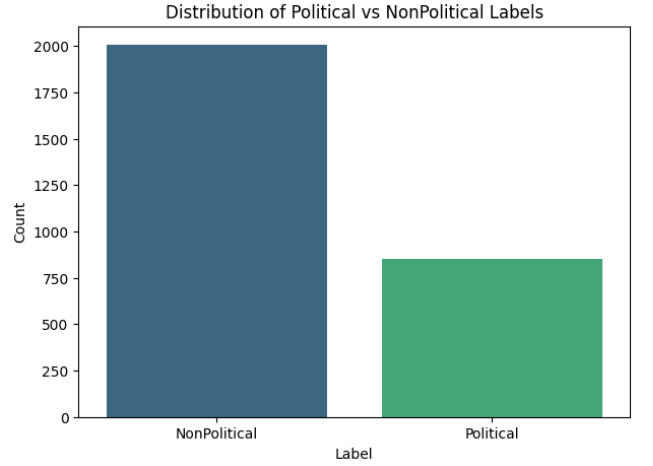 Distribution of Political vs NonPolitical Labels
2000
1750
1500
1250
1000
750
500
250
0
Count
NonPolitical
Political
Label